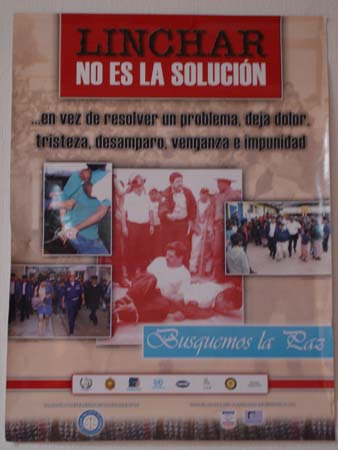 LINCHAR
NO ES LA SOLUCIÓN
...en vez de resolver un problema, deja dolor,
tristeza, desamparo, venganza e impunidad
Busquemos la Paz